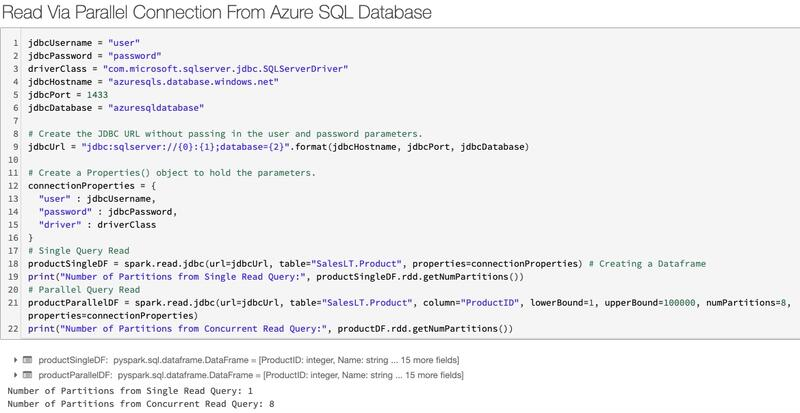 Read Via Parallel Connection From Azure SQL Database
1 jdbcUsername = "user"
2 jdbcPassword = "password"
3 driverClass = "com.microsoft.sqlserver.jdbc.SQLServerDriver"
4 jdbcHostname = "azuresqls.database.windows.net"
5 jdbcPort = 1433
6 jdbcDatabase = "azuresqldatabase"
7
8 # Create the JDBC URL without passing in the user and password parameters.
9 jdbcUrl = "jdbc:sqlserver://{0}:{1};database={2}".format(jdbcHostname, jdbcPort, jdbcDatabase)
10
11 # Create a Properties() object to hold the parameters.
12 connectionProperties = {
13 "user" : jdbcUsername,
14 "password" : jdbcPassword,
15 "driver" : driverClass
16 }
17 # Single Query Read
18 productSingleDF = spark.read.jdbc(url=jdbcUrl, table="SalesLT.Product", properties=connectionProperties) # Creating a Dataframe
19 print("Number of Partitions from Single Read Query:", productSingleDF.rdd.getNumPartitions())
20 # Parallel Query Read
21 productParallelDF = spark.read.jdbc(url=jdbcUrl, table="SalesLT.Product", column="ProductID", lowerBound=1, upperBound=100000, numPartitions=8,
properties=connectionProperties)
22 print("Number of Partitions from Concurrent Read Query:", productDF.rdd.getNumPartitions())
productSingleDF: pyspark.sql.dataframe.DataFrame = [ProductID: integer, Name: string ... 15 more fields]
productParallelDF: pyspark.sql.dataframe.DataFrame = [ProductID: integer, Name: string ... 15 more fields]
Number of Partitions from Single Read Query: 1
Number of Partitions from Concurrent Read Query: 8